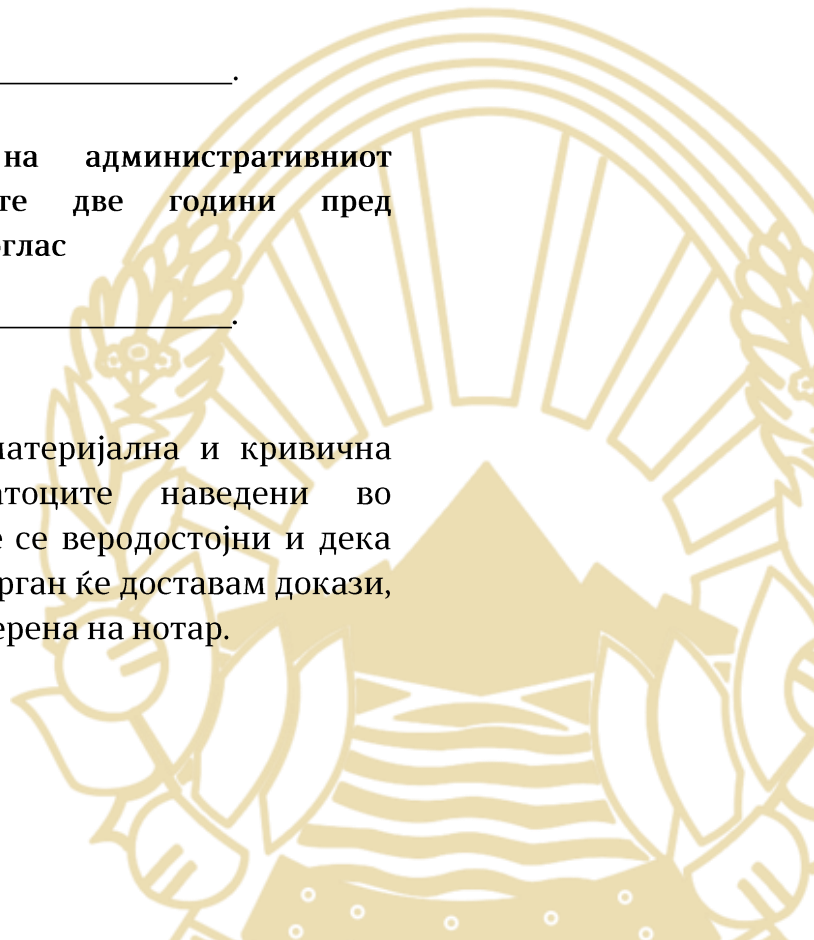 .
на административниот
те две години пред
оглас
.
материјална и кривична
атоците наведени во
е се веродостојни и дека
рган ќе доставам докази,
ерена на нотар.